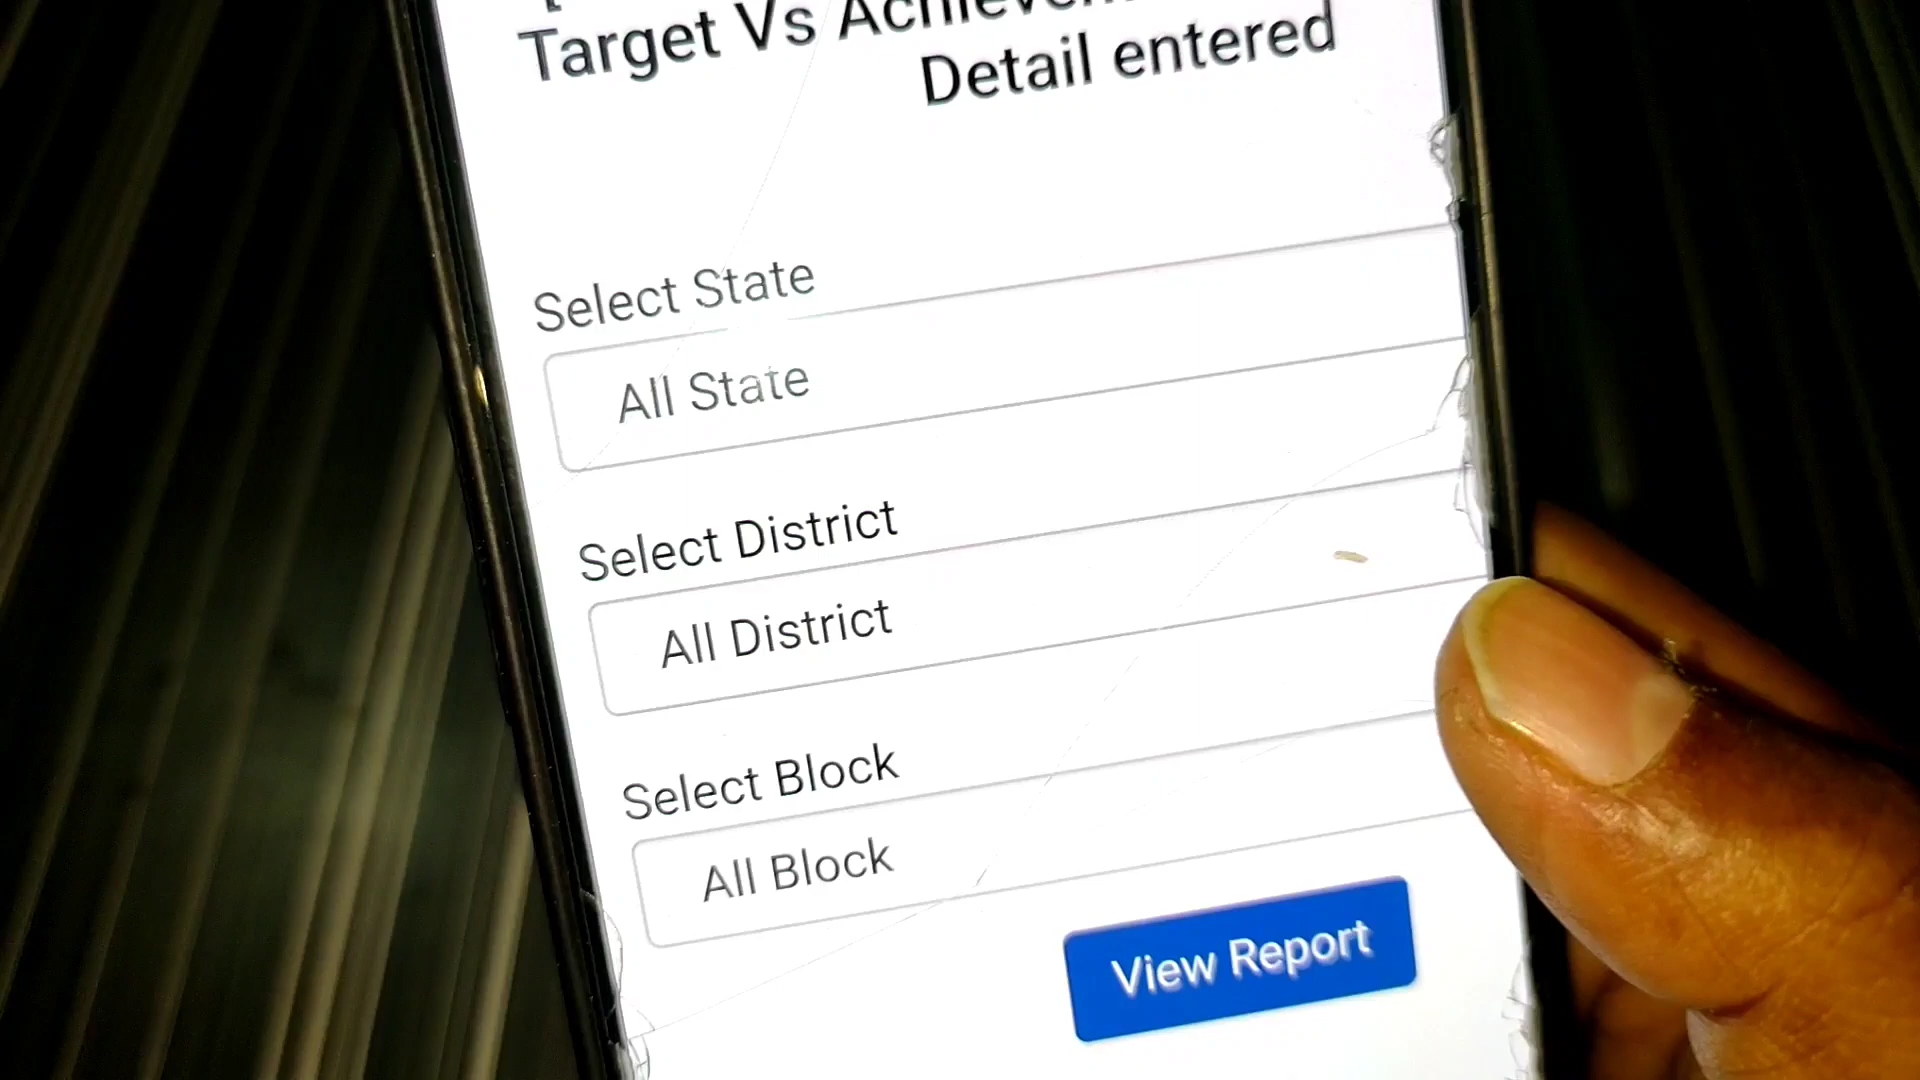 Target Vs
Detail entered
Select State
All State
Select District
All District
Select Block
All Block
View Report